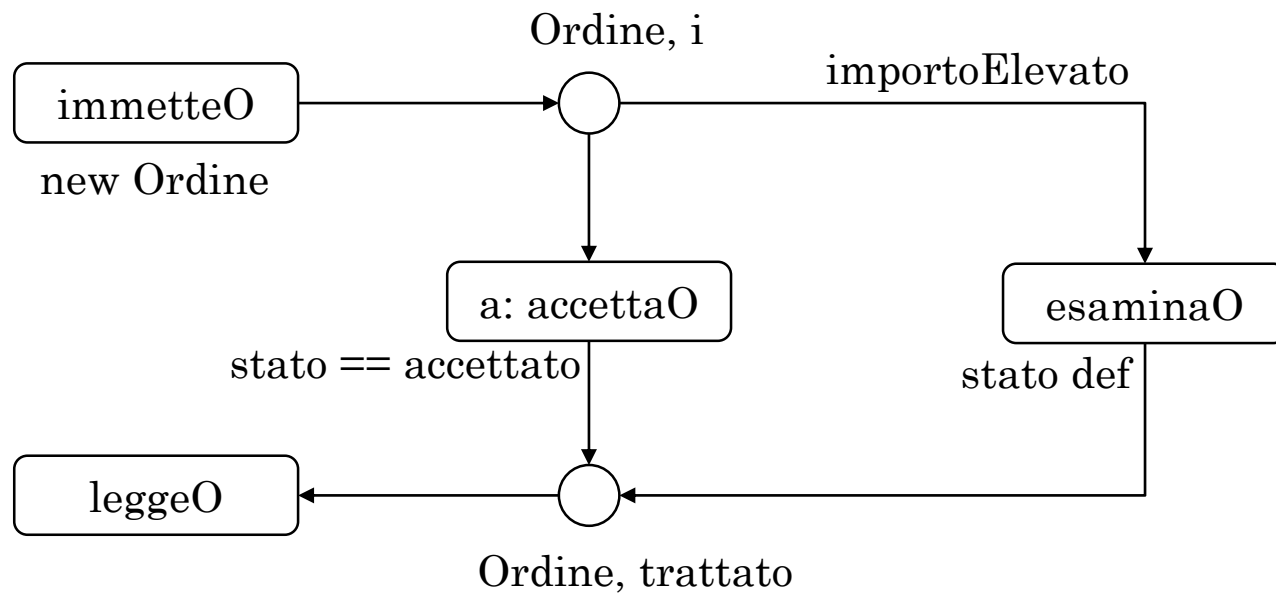 Ordine, i
immetteO
importoElevato
new Ordine
a: accettaO
esaminaO
stato == accettato
stato def
leggeO
Ordine, trattato